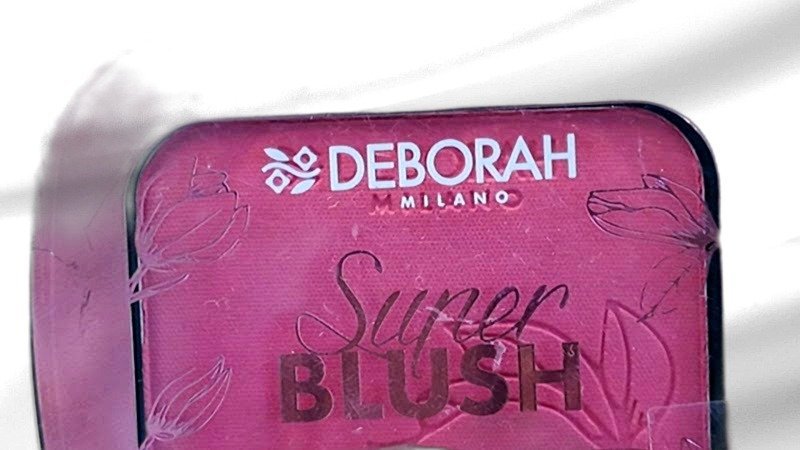 DEBORAH
MILANO
Super
BLUSH